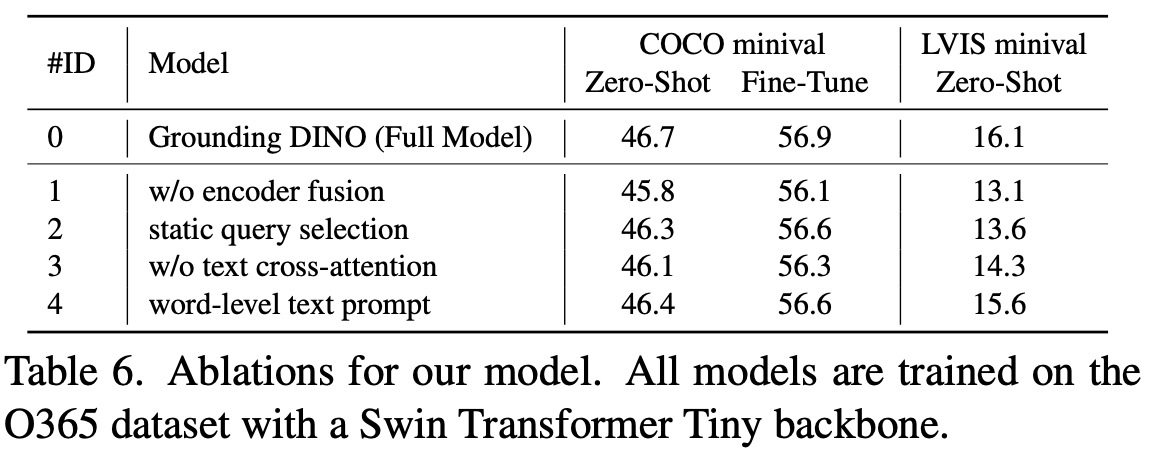 #ID Model COCO minival LVIS minival
Zero-Shot Fine-Tune Zero-Shot
0 Grounding DINO (Full Model) 46.7 56.9 16.1
1 w/o encoder fusion 45.8 56.1 13.1
2 static query selection 46.3 56.6 13.6
3 w/o text cross-attention 46.1 56.3 14.3
4 word-level text prompt 46.4 56.6 15.6
Table 6. Ablations for our model. All models are trained on the
O365 dataset with a Swin Transformer Tiny backbone.